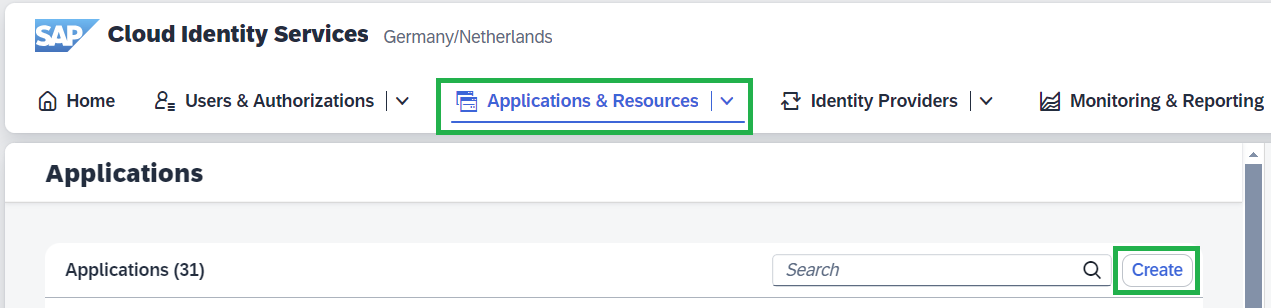 SAP Cloud Identity Services Germany/Netherlands
Home Users & Authorizations Applications & Resources Identity Providers Monitoring & Reporting
Applications
Applications (31) Search Create